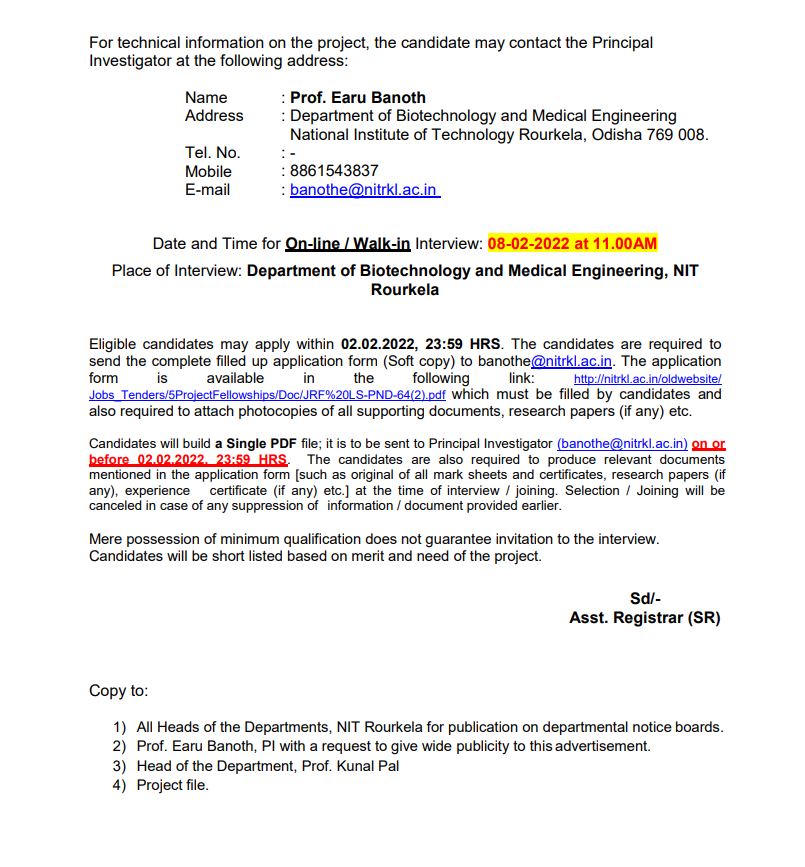 For technical information on the project, the candidate may contact the Principal
Investigator at the following address:
Name : Prof. Earu Banoth
Address : Department of Biotechnology and Medical Engineering
National Institute of Technology Rourkela, Odisha 769 008.
Tel. No. : -
Mobile : 8861543837
E-mail : banothe@nitrkl.ac.in
Date and Time for On-line / Walk-in Interview: 08-02-2022 at 11.00AM
Place of Interview: Department of Biotechnology and Medical Engineering, NIT
Rourkela
Eligible candidates may apply within 02.02.2022, 23:59 HRS. The candidates are required to
send the complete filled up application form (Soft copy) to banothe@nitrkl.ac.in. The application
form is available in the following link: http://nitrkl.ac.in/oldwebsite/
Jobs_Tenders/5ProjectFellowships/Doc/JRF%20LS-PND-64(2).pdf which must be filled by candidates and
also required to attach photocopies of all supporting documents, research papers (if any) etc.
Candidates will build a Single PDF file; it is to be sent to Principal Investigator (banothe@nitrkl.ac.in) on or
before 02.02.2022, 23:59 HRS. The candidates are also required to produce relevant documents
mentioned in the application form [such as original of all mark sheets and certificates, research papers (if
any), experience certificate (if any) etc.] at the time of interview / joining. Selection / Joining will be
canceled in case of any suppression of information / document provided earlier.
Mere possession of minimum qualification does not guarantee invitation to the interview.
Candidates will be short listed based on merit and need of the project.
Sd/-
Asst. Registrar (SR)
Copy to:
1) All Heads of the Departments, NIT Rourkela for publication on departmental notice boards.
2) Prof. Earu Banoth, PI with a request to give wide publicity to this advertisement.
3) Head of the Department, Prof. Kunal Pal
4) Project file.